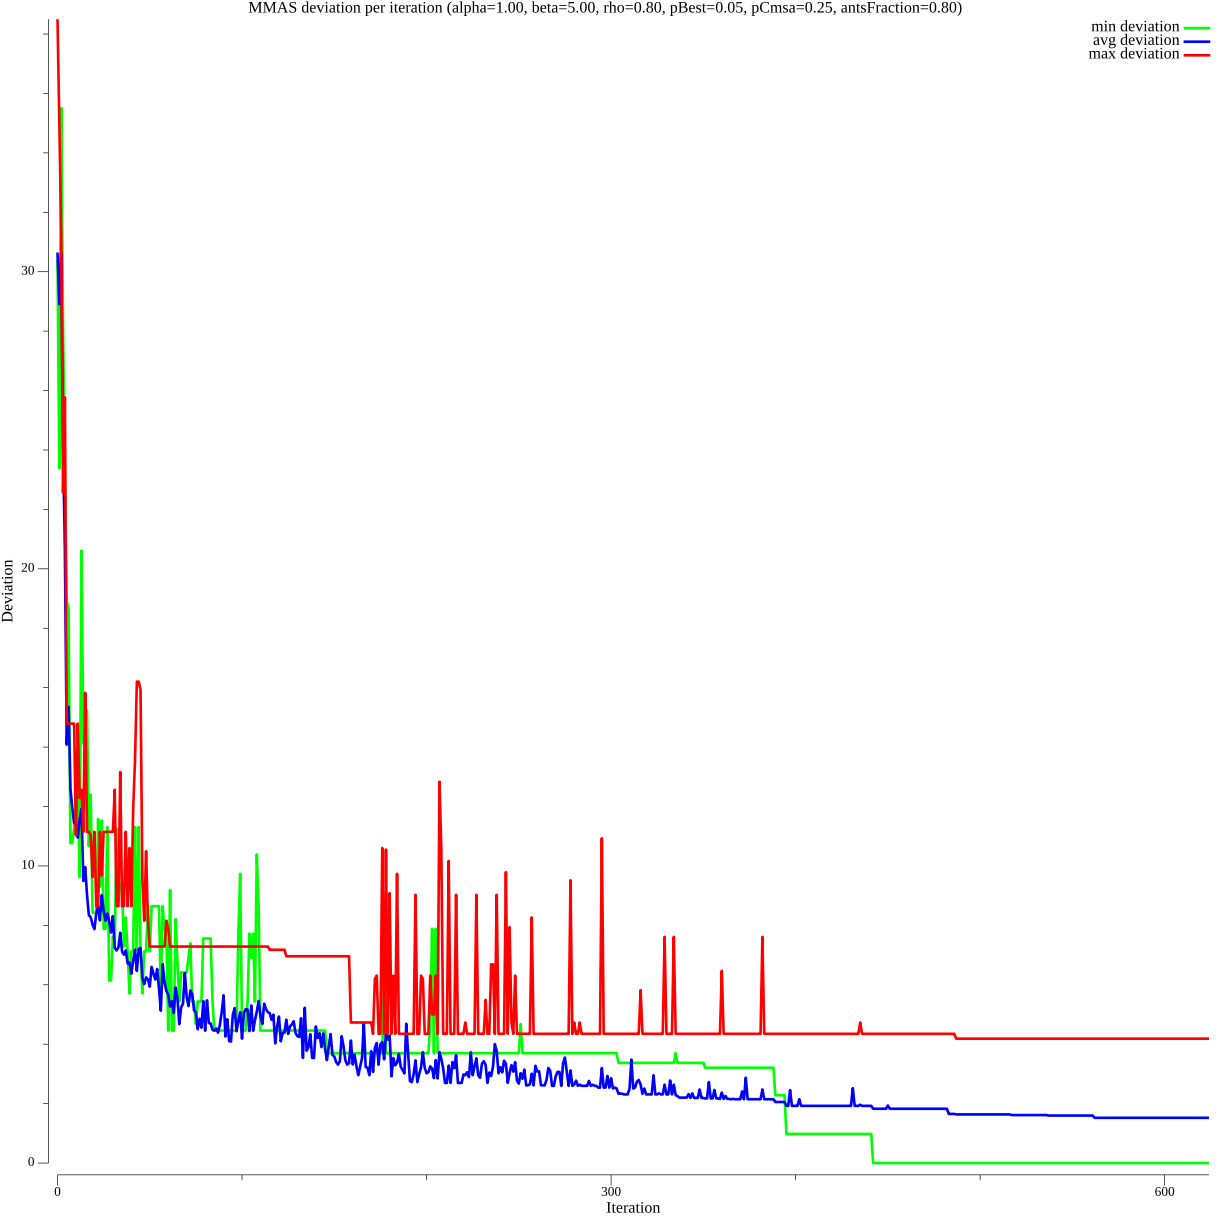 MMAS deviation per iteration (alpha=1.00, beta=5.00, rho=0.80, pBest=0.05, pCmsa=0.25, antsFraction=0.80)
min deviation
avg deviation
max deviation
30
20
10
0
Deviation
0
300
600
Iteration